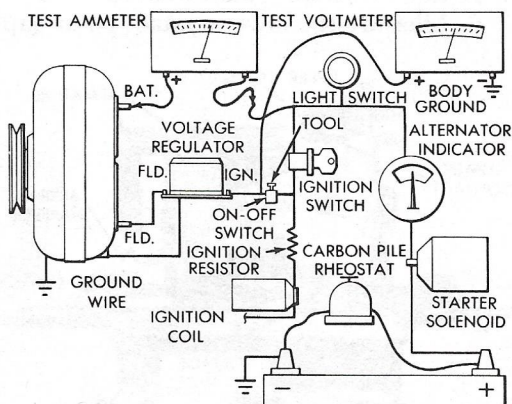 TEST AMMETER
TEST VOLTMETER
+
-
+
-
BAT.
LIGHT SWITCH
BODY
GROUND
VOLTAGE
REGULATOR
TOOL
ALTERNATOR
INDICATOR
FLD.
IGN.
IGNITION
SWITCH
ON-OFF
SWITCH
FLD.
IGNITION
RESISTOR
CARBON PILE
RHEOSTAT
GROUND
WIRE
IGNITION
COIL
STARTER
SOLENOID
-
+